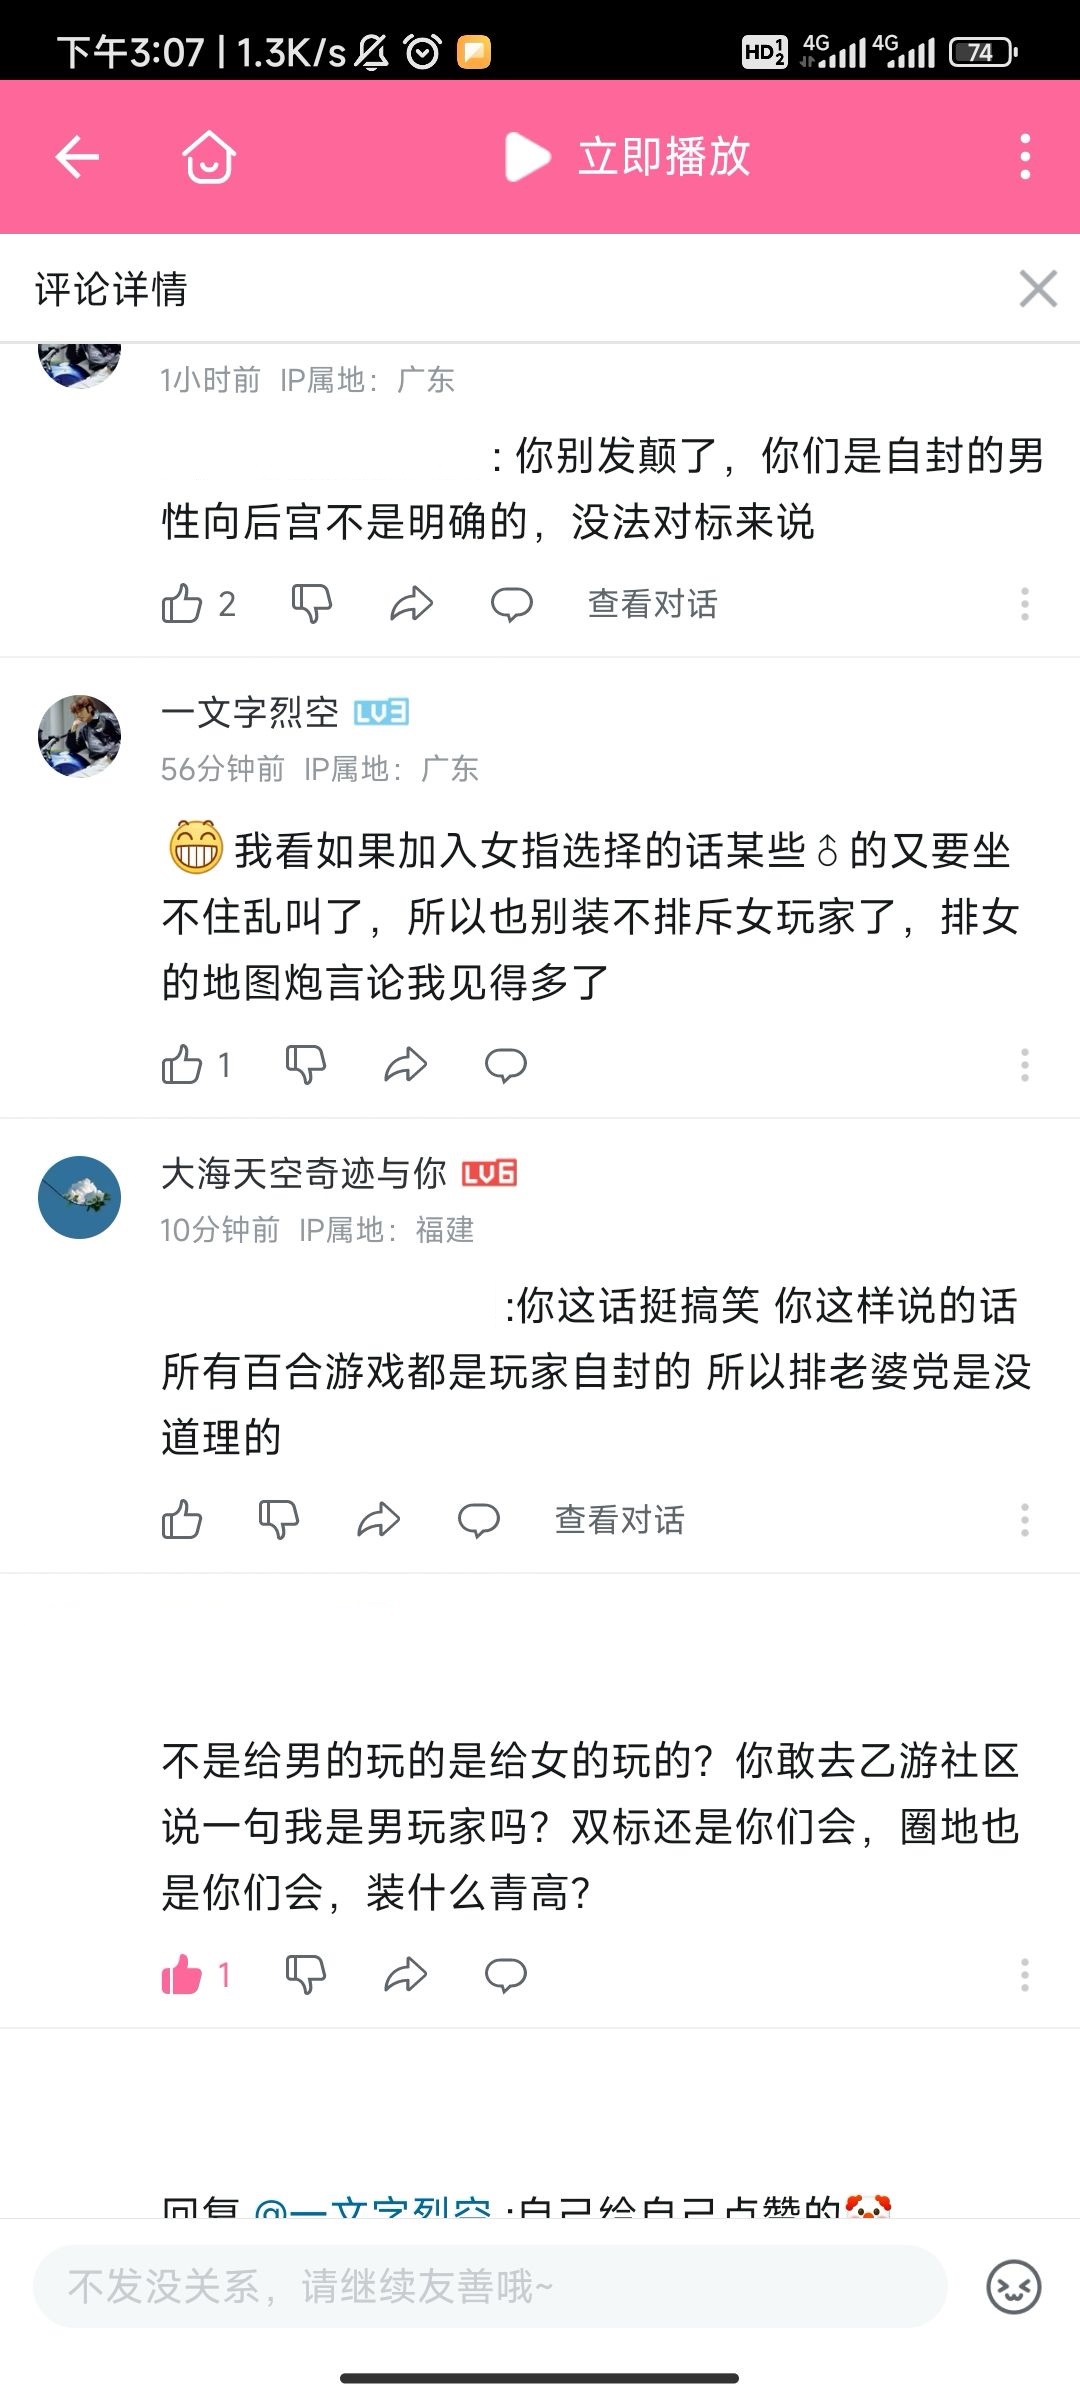 下午3:07 | 1.3K/s
HD 1 2 4G 4G 74
立即播放
评论详情
1小时前 IP属地：广东
：你别发颠了，你们是自封的男
性向后宫不是明确的，没法对标来说
2 查看对话
一文字烈空 LV3
56分钟前 IP属地：广东
我看如果加入女指选择的话某些♂的又要坐
不住乱叫了，所以也别装不排斥女玩家了，排女
的地图炮言论我见得多了
1
大海天空奇迹与你 LV6
10分钟前 IP属地：福建
:你这话挺搞笑 你这样说的话
所有百合游戏都是玩家自封的 所以排老婆党是没
道理的
查看对话
不是给男的玩的是给女的玩的？你敢去乙游社区
说一句我是男玩家吗？双标还是你们会，圈地也
是你们会，装什么青高？
1
回复 @一文字烈空 :自己给自己点赞的
不发没关系，请继续友善哦~